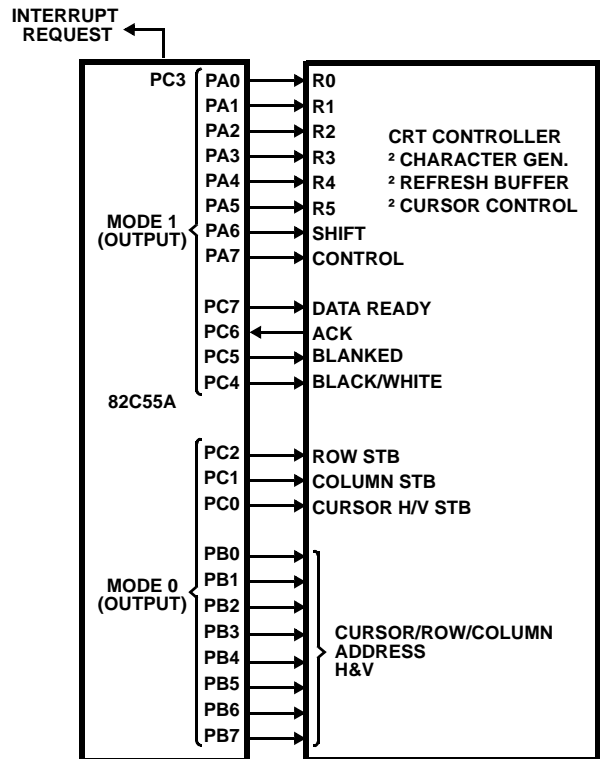 INTERRUPT
REQUEST
PC3 PA0 R0
PA1 R1
PA2 R2
PA3 R3
PA4 R4
PA5 R5
PA6 SHIFT
PA7 CONTROL
CRT CONTROLLER
² CHARACTER GEN.
² REFRESH BUFFER
² CURSOR CONTROL
MODE 1
(OUTPUT)
PC7 DATA READY
PC6 ACK
PC5 BLANKED
PC4 BLACK/WHITE
82C55A
PC2 ROW STB
PC1 COLUMN STB
PC0 CURSOR H/V STB
MODE 0
(OUTPUT)
PB0
PB1
PB2
PB3
PB4
PB5
PB6
PB7
CURSOR/ROW/COLUMN
ADDRESS
H&V